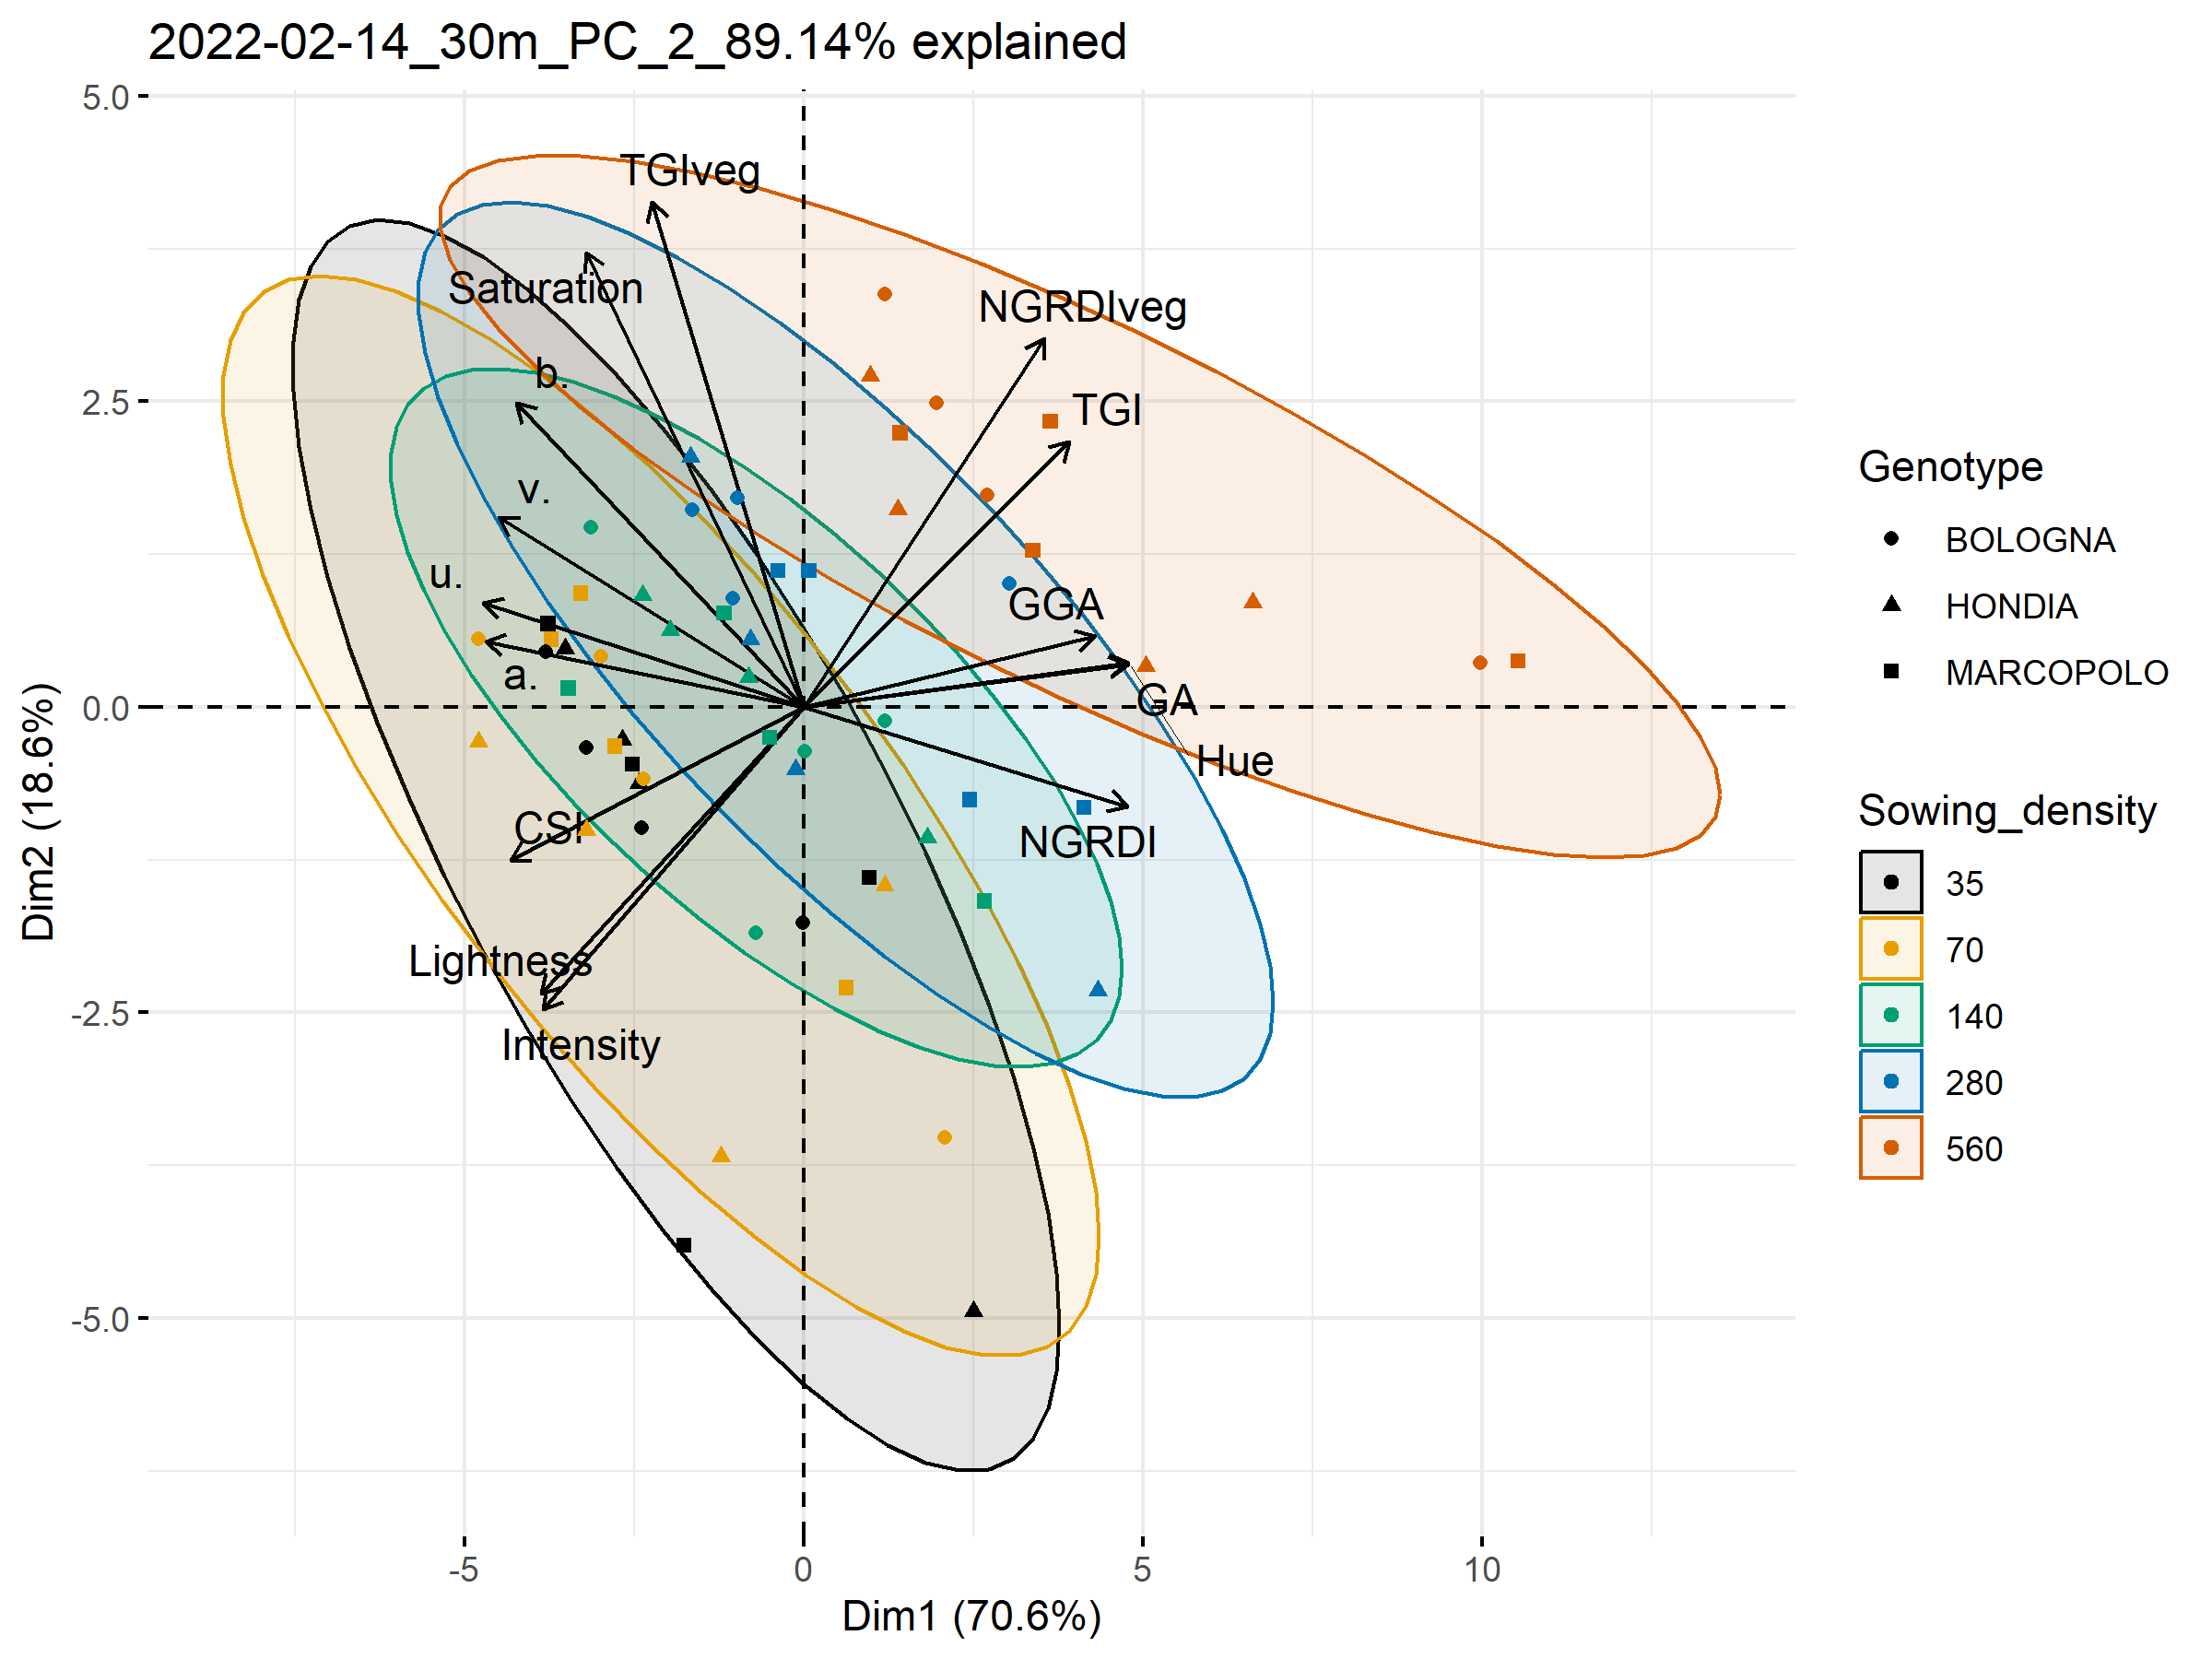 2022-02-14_30m_PC_2_89.14% explained
5.0
2.5
0.0
-2.5
-5.0
Dim2 (18.6%)
TGIveg
Saturation
NGRDIveg
b.
TGI
v.
u.
GGA
a.
GA
Hue
CSI
NGRDI
Lightness
Intensity
-5
0
5
10
Dim1 (70.6%)
Genotype
BOLOGNA
HONDIA
MARCOPOLO
Sowing_density
35
70
140
280
560